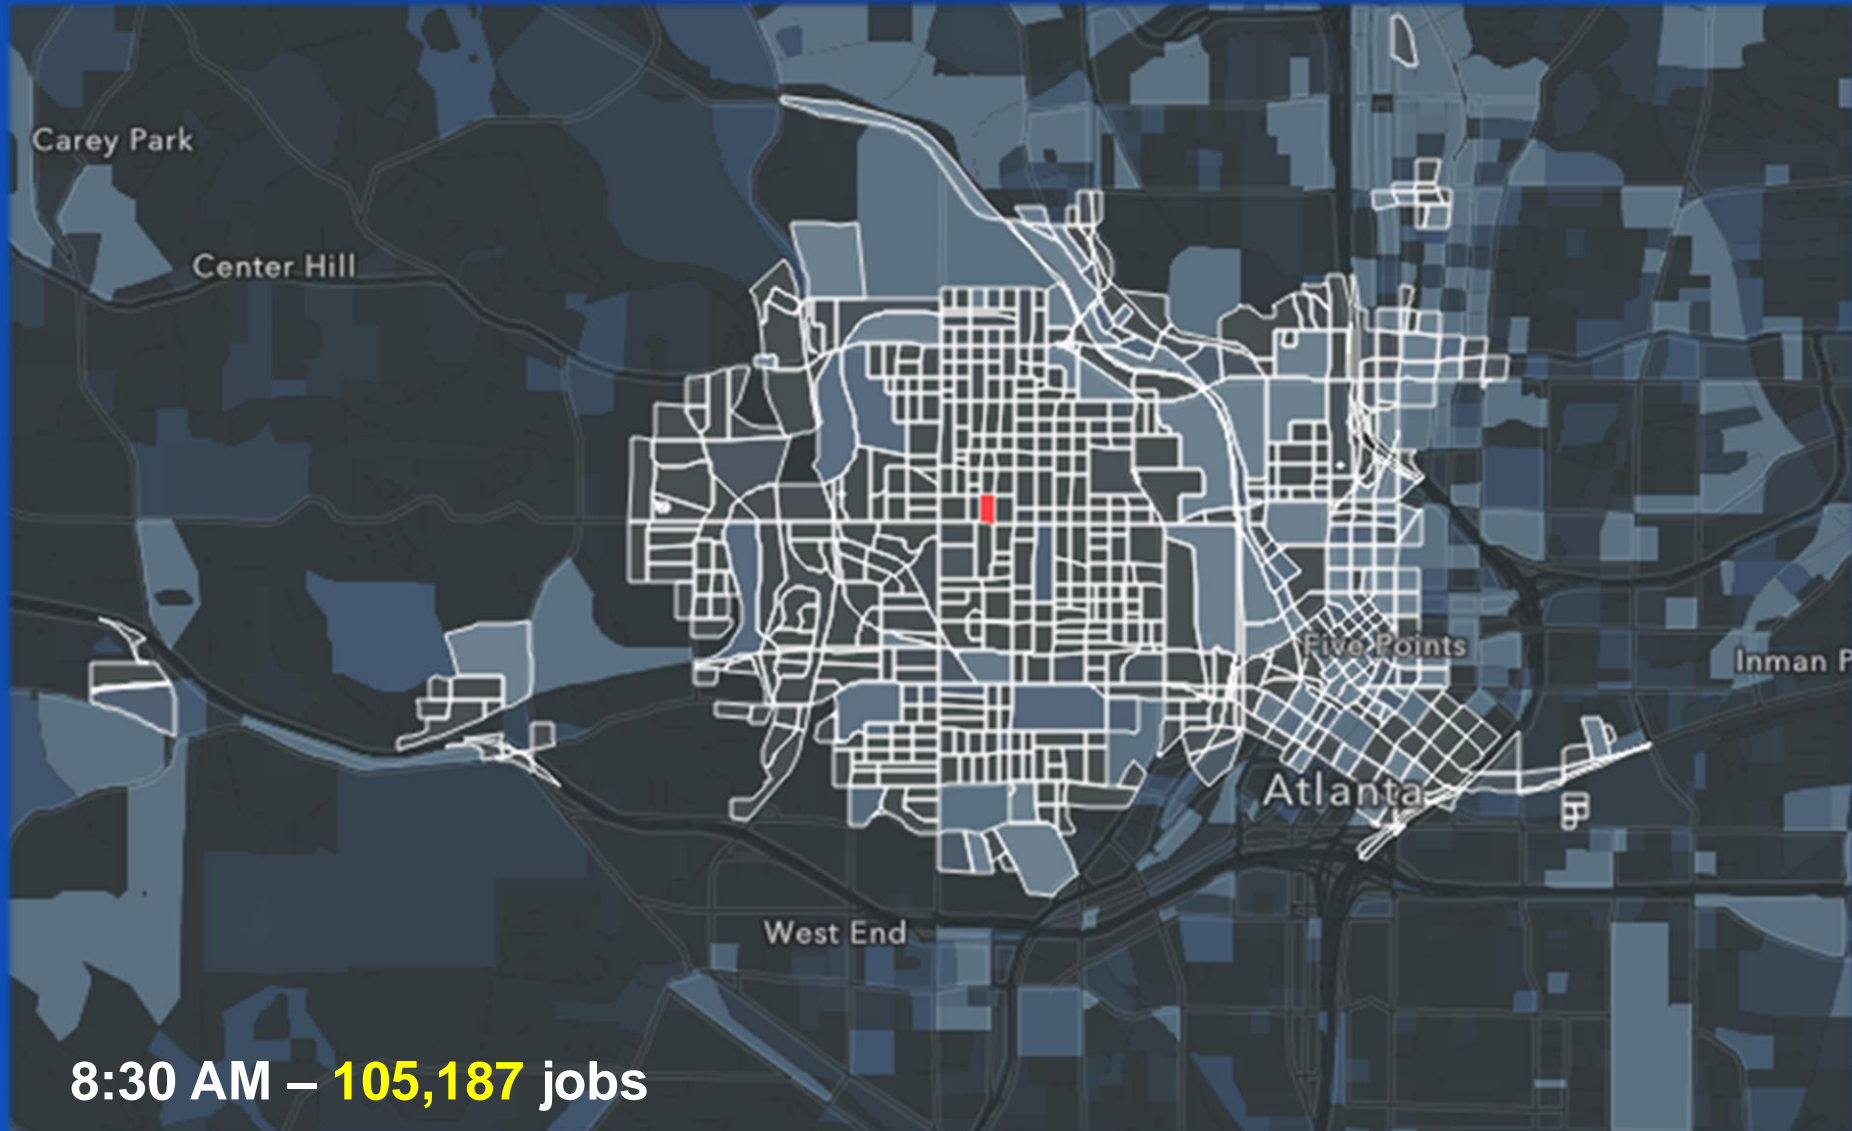 Carey Park
Center Hill
Five Points
Inman P
Atlanta
West End
8:30 AM – 105,187 jobs